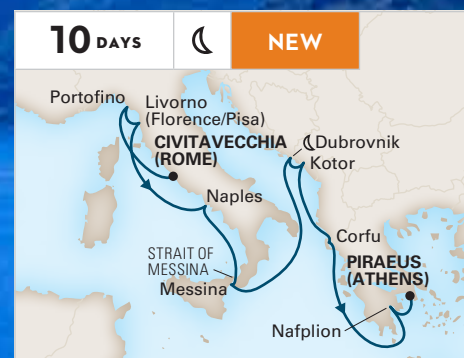 10 DAYS
NEW
Portofino
Livorno
(Florence/Pisa)
CIVITAVECCHIA
(ROME)
Dubrovnik
Kotor
Naples
STRAIT OF
MESSINA
Messina
Corfu
PIRAEUS
(ATHENS)
Nafplion